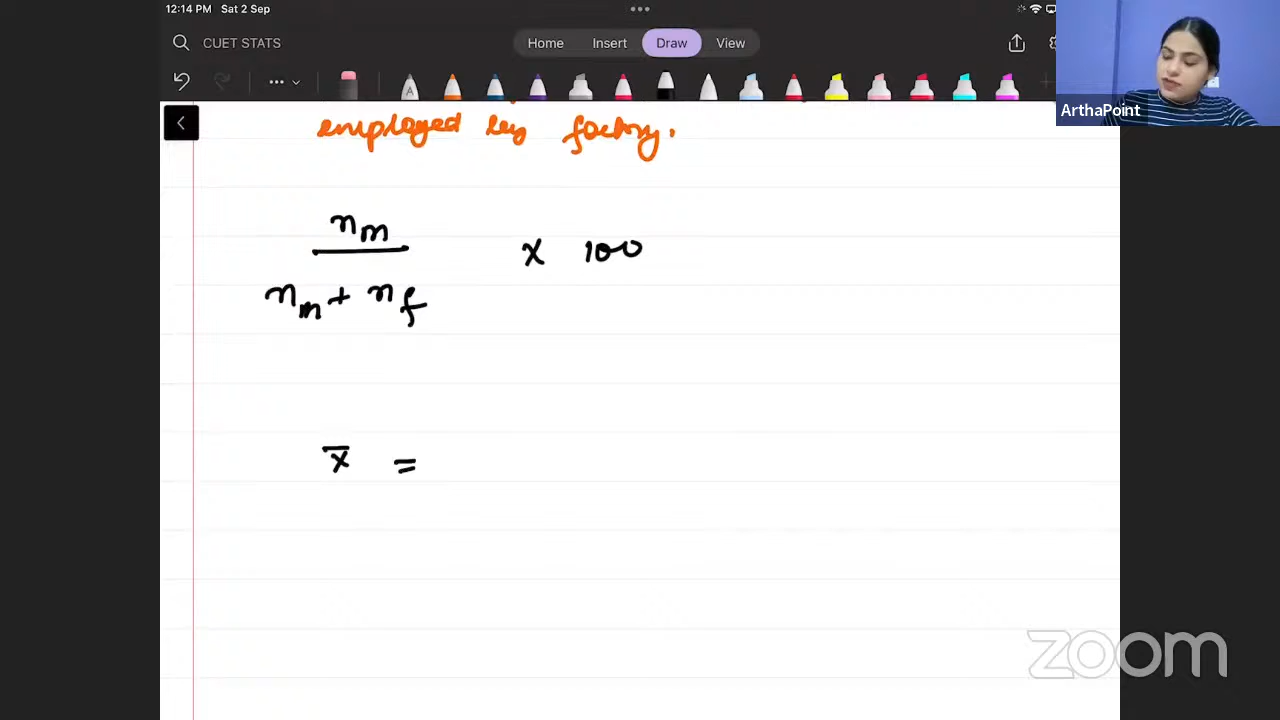 12:14 PM Sat 2 Sep
CUET STATS
Home Insert Draw View
A
ArthaPoint
employed by factory.
n_m
n_m + n_f
x 100
x̄ =
zoom